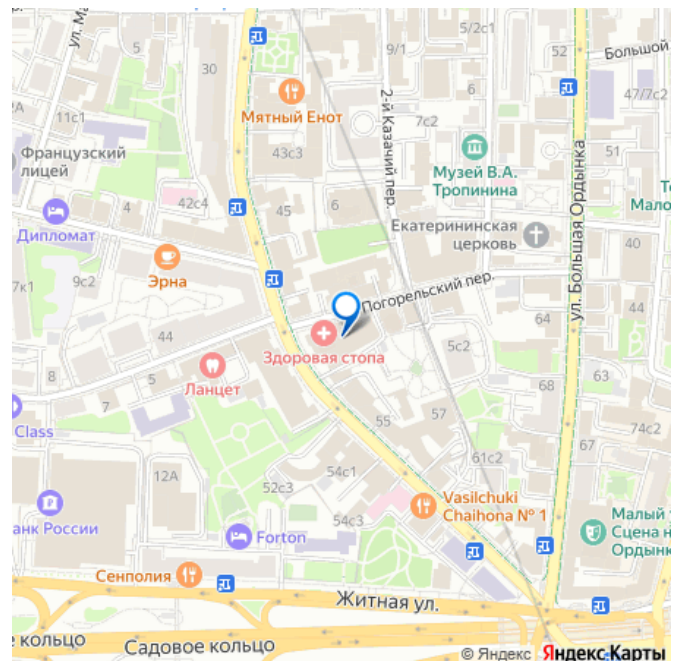 ул. Ма
5/2с1
52
Большой
9/1
30
6
47/7с2
2А
11с1
Мятный Енот
2-й Казачий пер.
7с2
Французский
лицей
43с3
51
Музей В.А.
Тропинина
ул. Большая Ордынка
4
42с4
45
6
Мало
Дипломат
Екатерининская
церковь
40
Эрна
7к1
9с2
Погорельский пер.
44
64
Здоровая стопа
5с2
5
Ланцет
63
68
8
7
5
57
55
Class
74с2
67
12А
54с1
61с2
52с3
Vasilchuki
Chaihona № 1
анк России
54с3
Малый
Сцена н
Ордынк
Forton
Сенполия
Житная ул.
е кольцо
Садовое кольцо
© Яндекс Яндекс Карты